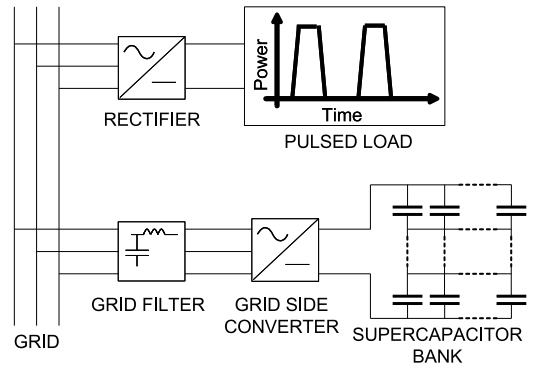 Power
Time
RECTIFIER
PULSED LOAD
GRID FILTER
GRID SIDE
CONVERTER
SUPERCAPACITOR
BANK
GRID